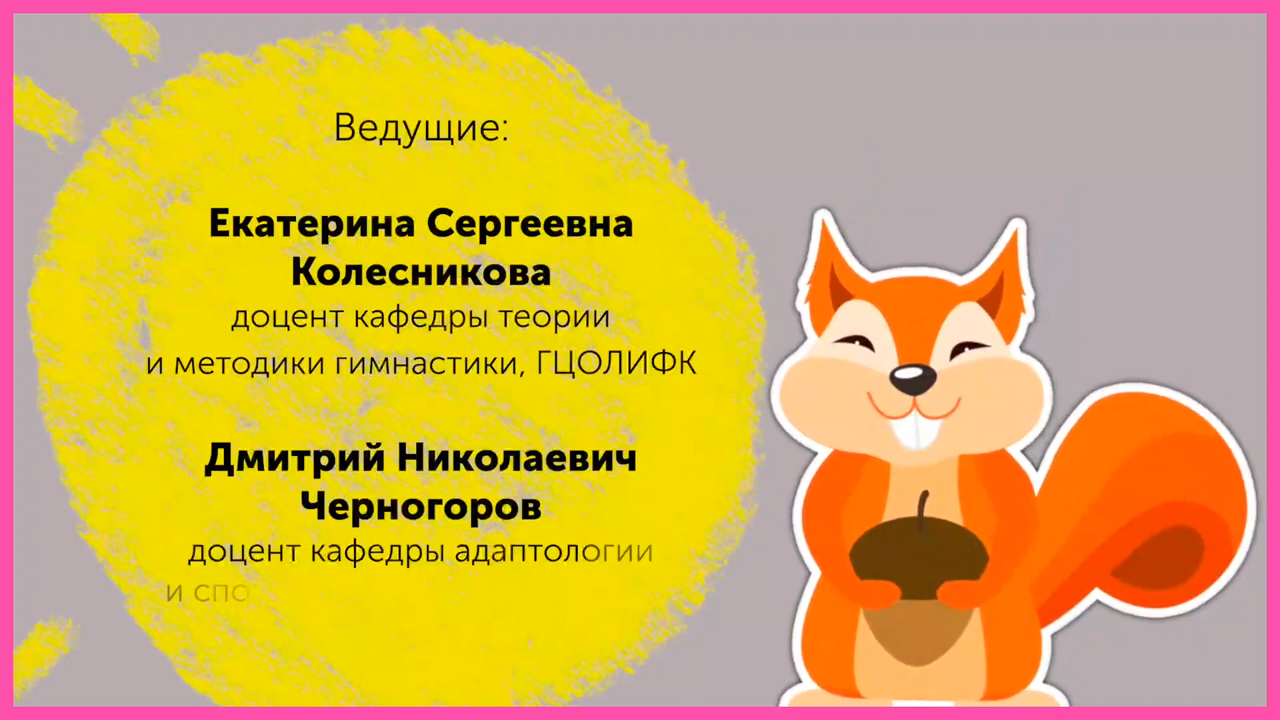 Ведущие:
Екатерина Сергеевна
Колесникова
доцент кафедры теории
и методики гимнастики, ГЦОЛИФК
Дмитрий Николаевич
Черногоров
доцент кафедры адаптологии
и